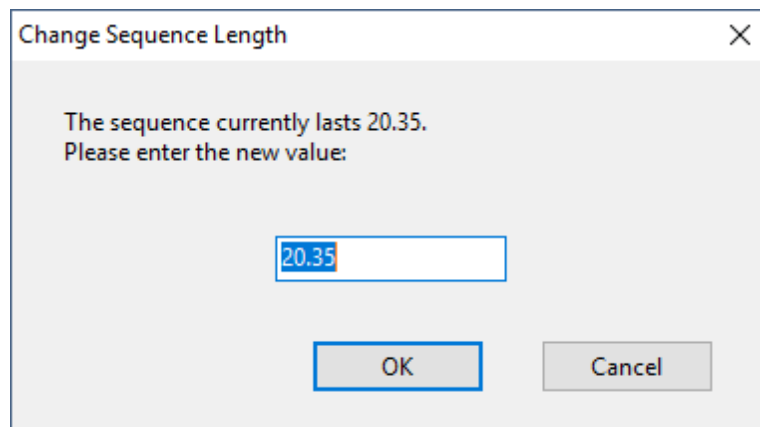 Change Sequence Length
The sequence currently lasts 20.35.
Please enter the new value:
20.35
OK
Cancel